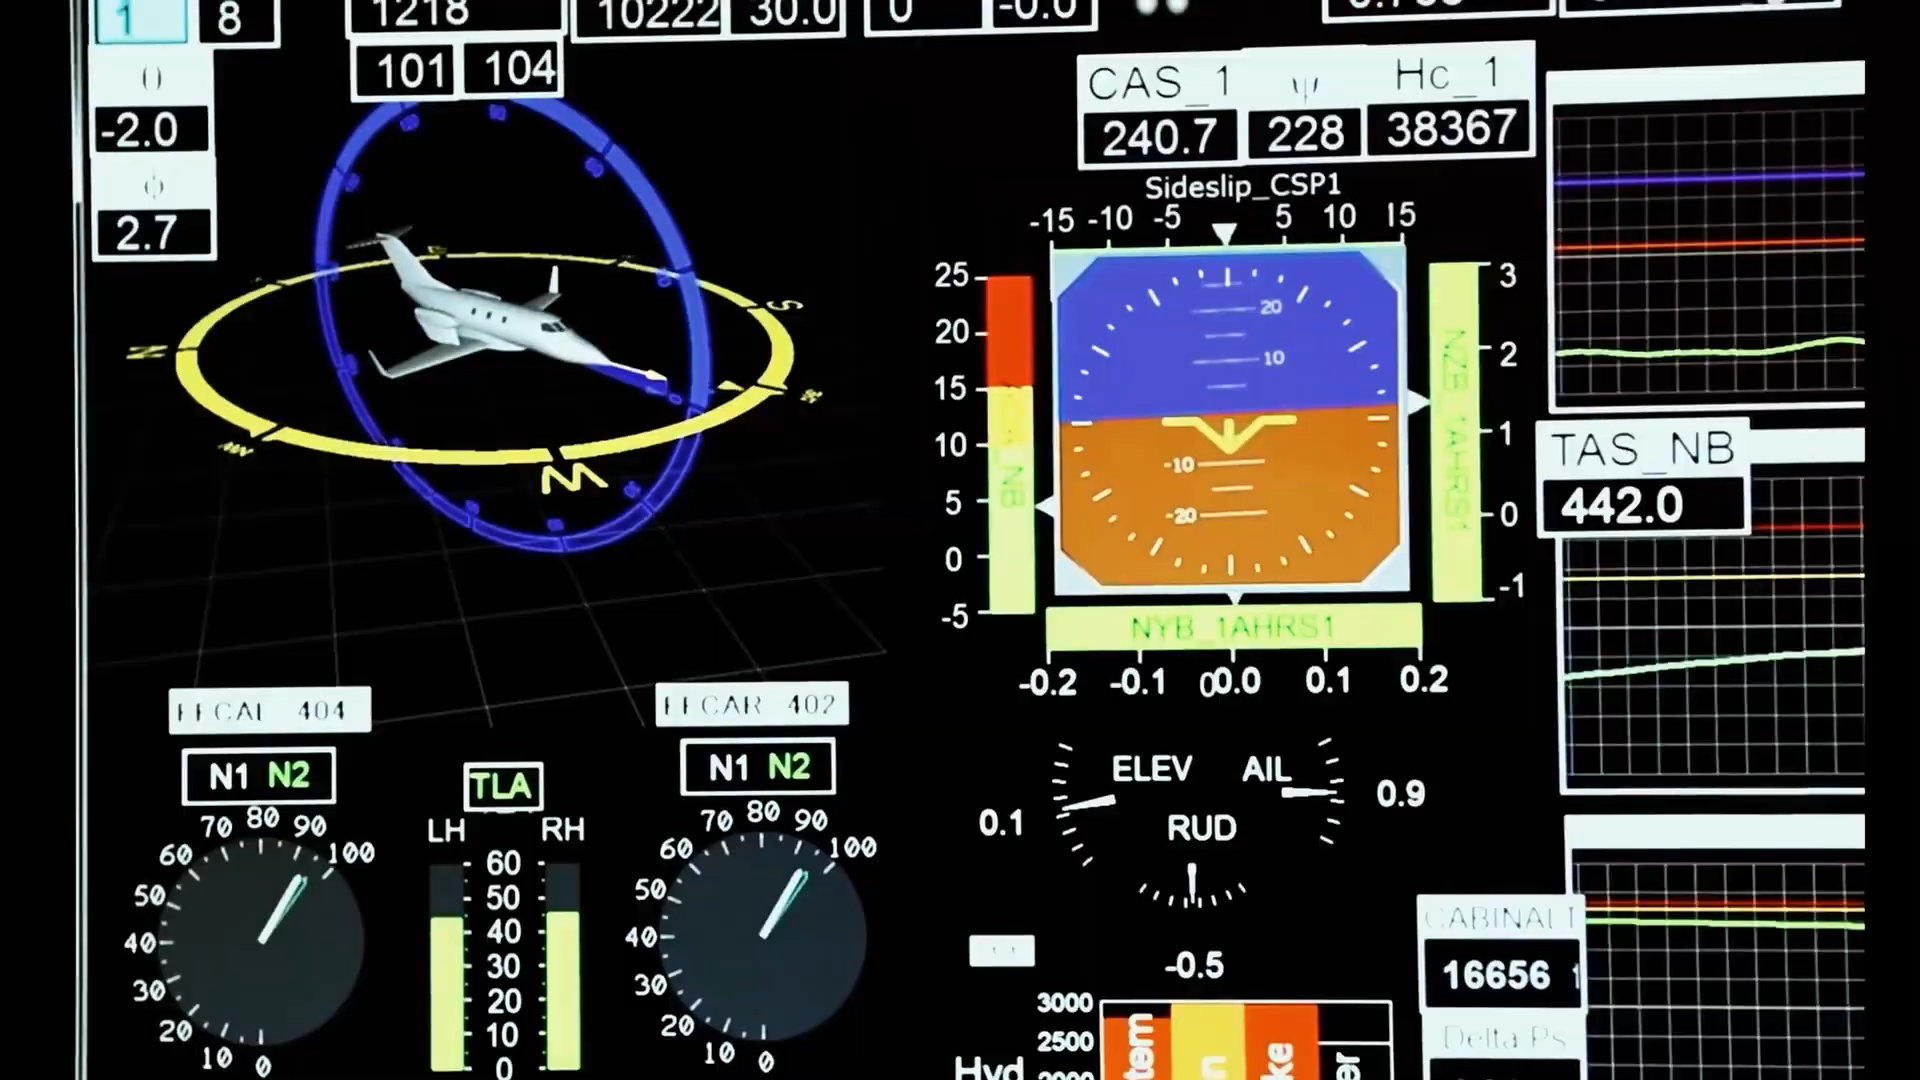 1 8 1218 10222 30.0 0 -0.0
101 104
-2.0
2.7
CAS_1 ψ Hc_1
240.7 228 38367
Sideslip_CSP1
-15 -10 -5 5 10 15
25
20
15
10
5
0
-5
20
10
-10
-20
NZB_1AHRS1
3
2
1
0
-1
NYB_1AHRS1
-0.2 -0.1 0.0 0.1 0.2
TAS_NB
442.0
N
S
W
NW
404
402
N1 N2
N1 N2
TLA
LH RH
0 10 20 30 40 50 60 70 80 90 100
60
50
40
30
20
10
0
0 10 20 30 40 50 60 70 80 90 100
ELEV AIL
0.1 0.9
RUD
-0.5
3000
2500
Hyd
CABINALT
16656
Delta Ps